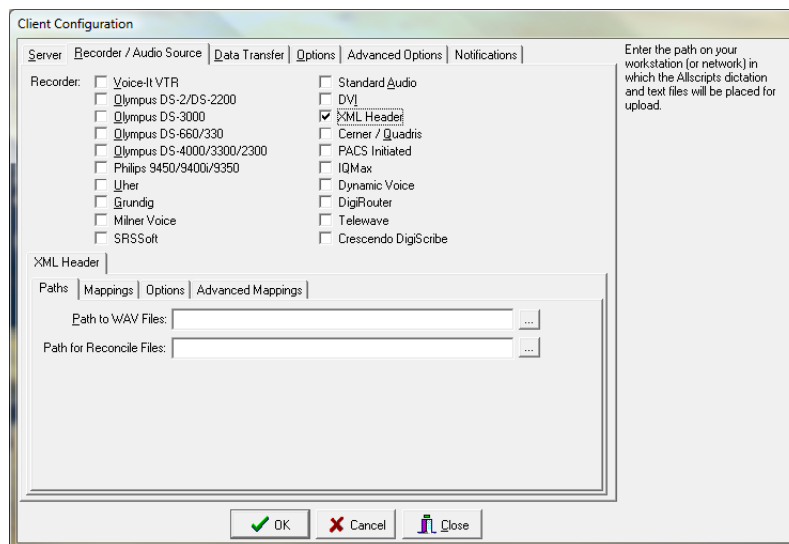 Client Configuration
Server Recorder / Audio Source Data Transfer Options Advanced Options Notifications
Enter the path on your
workstation (or network) in
which the Allscripts dictation
and text files will be placed for
upload.
Recorder: Voice-It VTR Standard Audio
Olympus DS-2/DS-2200 DVI
Olympus DS-3000 XML Header
Olympus DS-660/330 Cerner / Quadris
Olympus DS-4000/3300/2300 PACS Initiated
Philips 9450/9400i/9350 IQMax
Uher Dynamic Voice
Grundig DigiRouter
Milner Voice Telewave
SRSSoft Crescendo DigiScribe
XML Header
Paths Mappings Options Advanced Mappings
Path to WAV Files: ...
Path for Reconcile Files: ...
OK Cancel Close